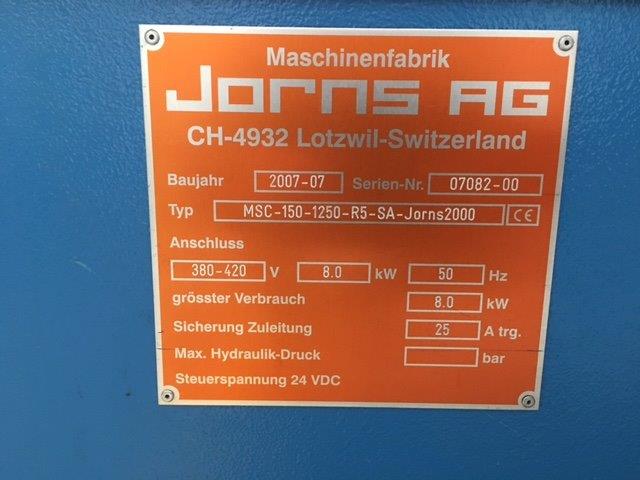 Maschinenfabrik
Jorns AG
CH-4932 Lotzwil-Switzerland
Baujahr 2007-07 Serien-Nr. 07082-00
Typ MSC-150-1250-R5-SA-Jorns2000 CE
Anschluss
380-420 V 8.0 kW 50 Hz
grösster Verbrauch 8.0 kW
Sicherung Zuleitung 25 A trg.
Max. Hydraulik-Druck bar
Steuerspannung 24 VDC